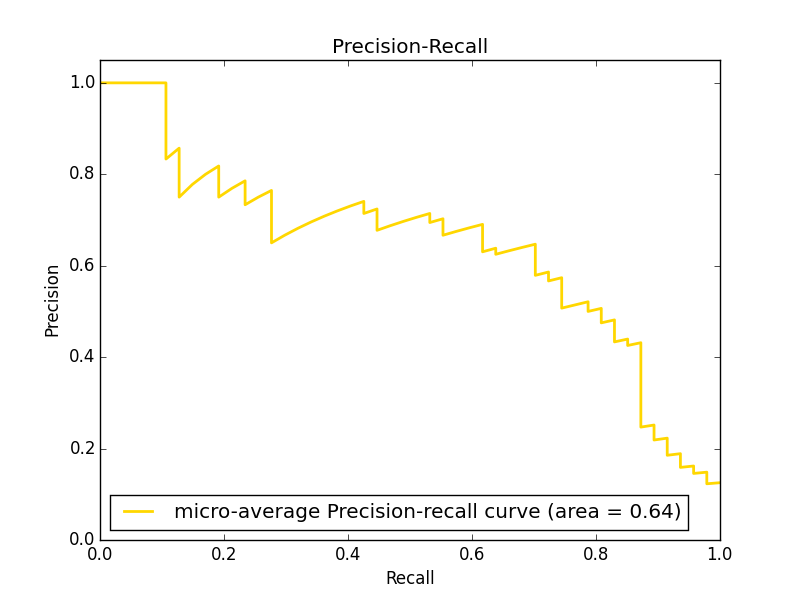 Precision-Recall
1.0
0.8
0.6
0.4
0.2
0.0
Precision
micro-average Precision-recall curve (area = 0.64)
0.0 0.2 0.4 0.6 0.8 1.0
Recall